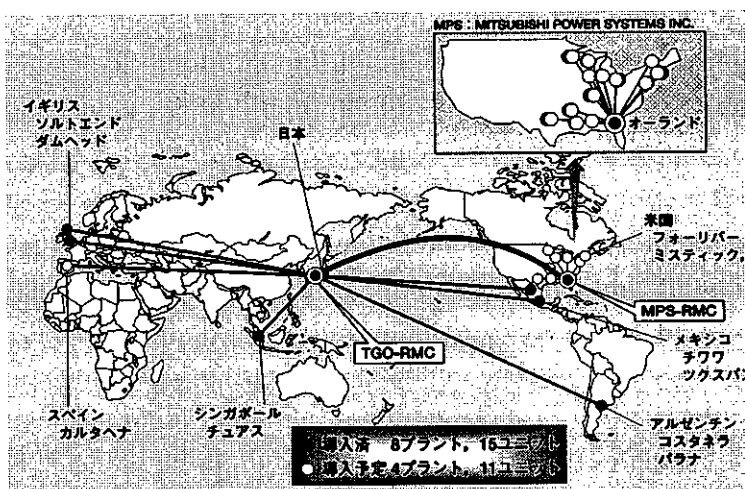 MPS：MITSUBISHI POWER SYSTEMS INC.
オーランド
イギリス
ソルトエンド
ダムヘッド
日本
米国
フォーリバー
ミスティック,
MPS-RMC
TGO-RMC
メキシコ
チワワ
ツクスパン
スペイン
カルタヘナ
シンガポール
チュアス
アルゼンチン
コスタネラ
パラナ
●導入済 8プラント，15ユニット
○導入予定 4プラント，11ユニット